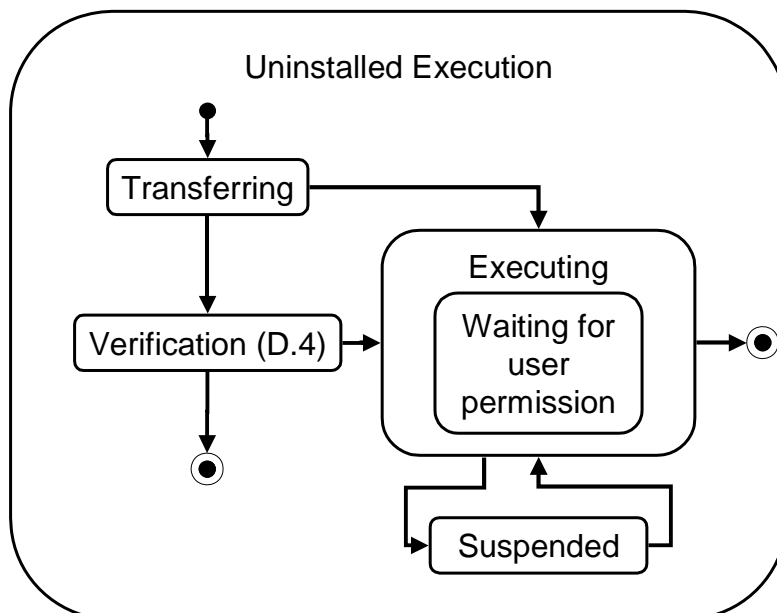 Uninstalled Execution
Transferring
Executing
Verification (D.4)
Waiting for
user
permission
Suspended